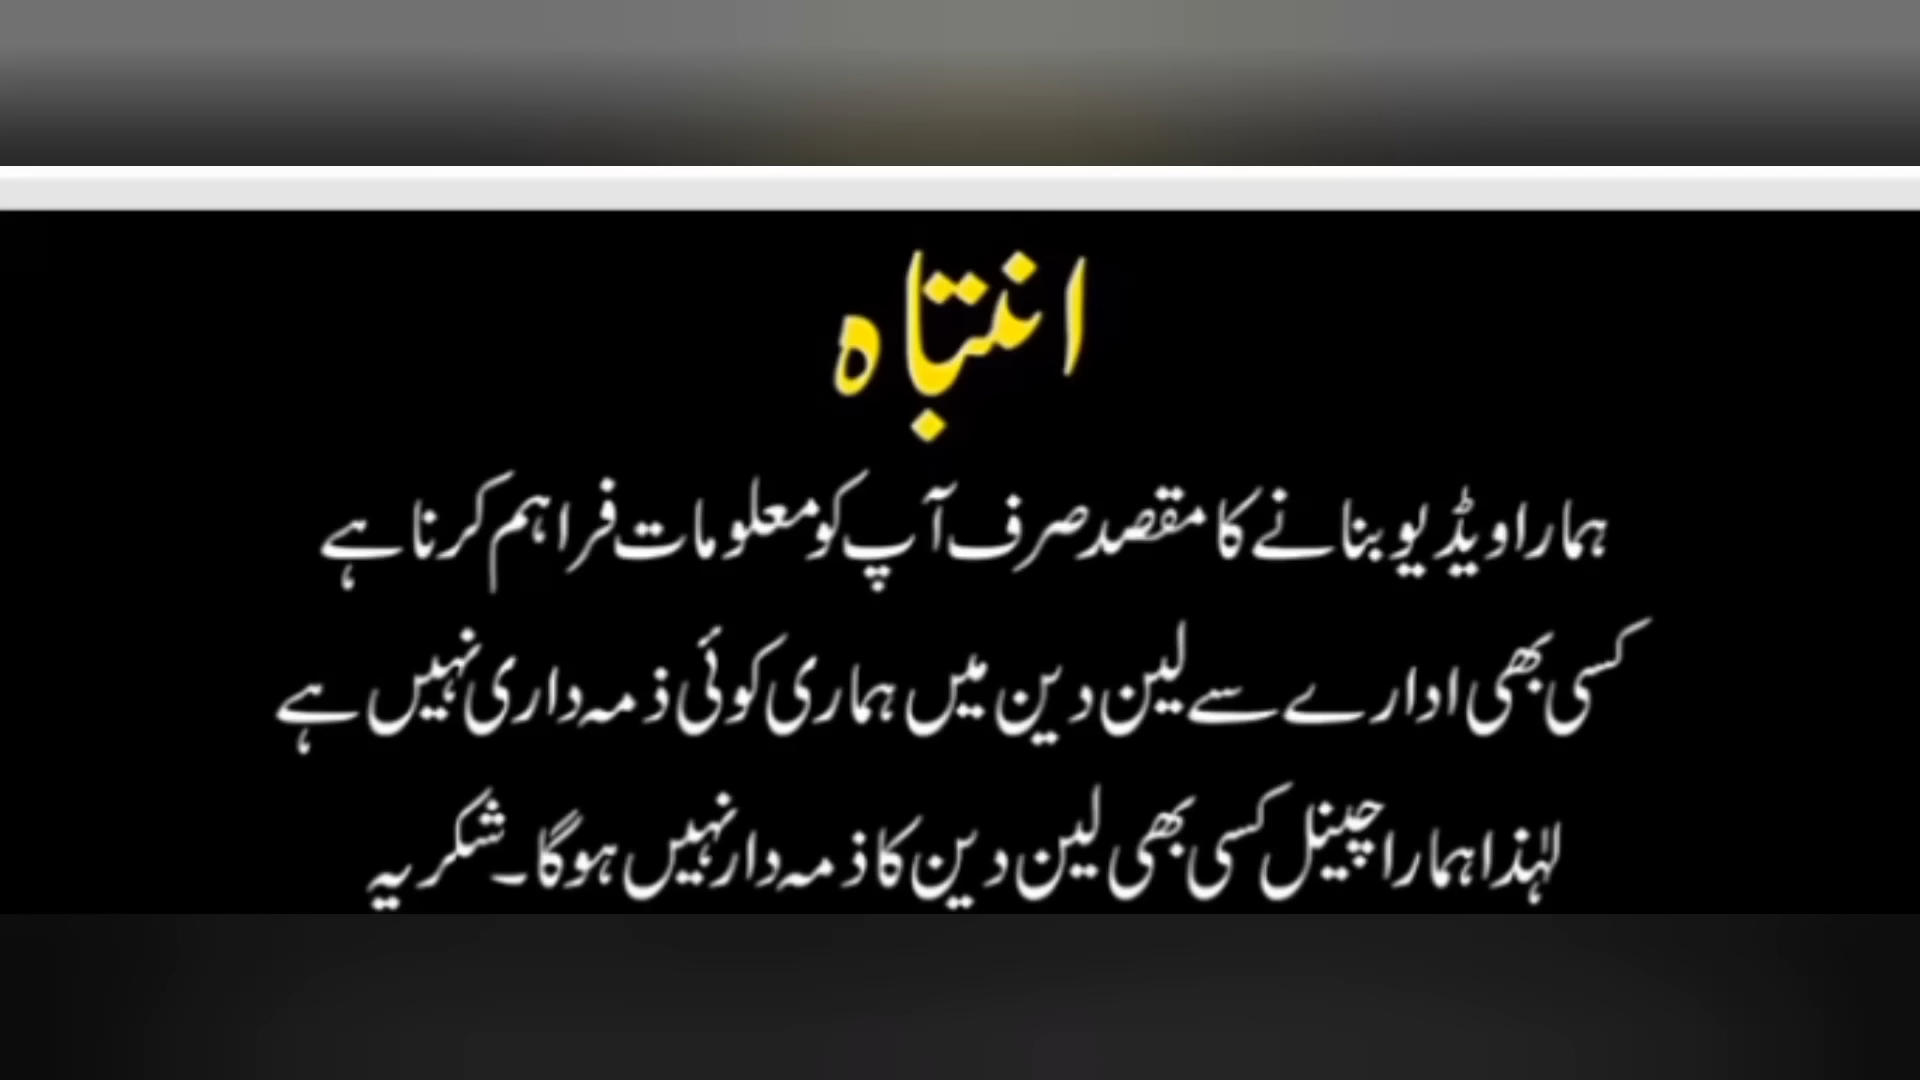 انتباہ
ہمارا ویڈیو بنانے کا مقصد صرف آپ کو معلومات فراہم کرنا ہے
کسی بھی ادارے سے لین دین میں ہماری کوئی ذمہ داری نہیں ہے
لہٰذا ہمارا چینل کسی بھی لین دین کا ذمہ دار نہیں ہوگا۔ شکریہ